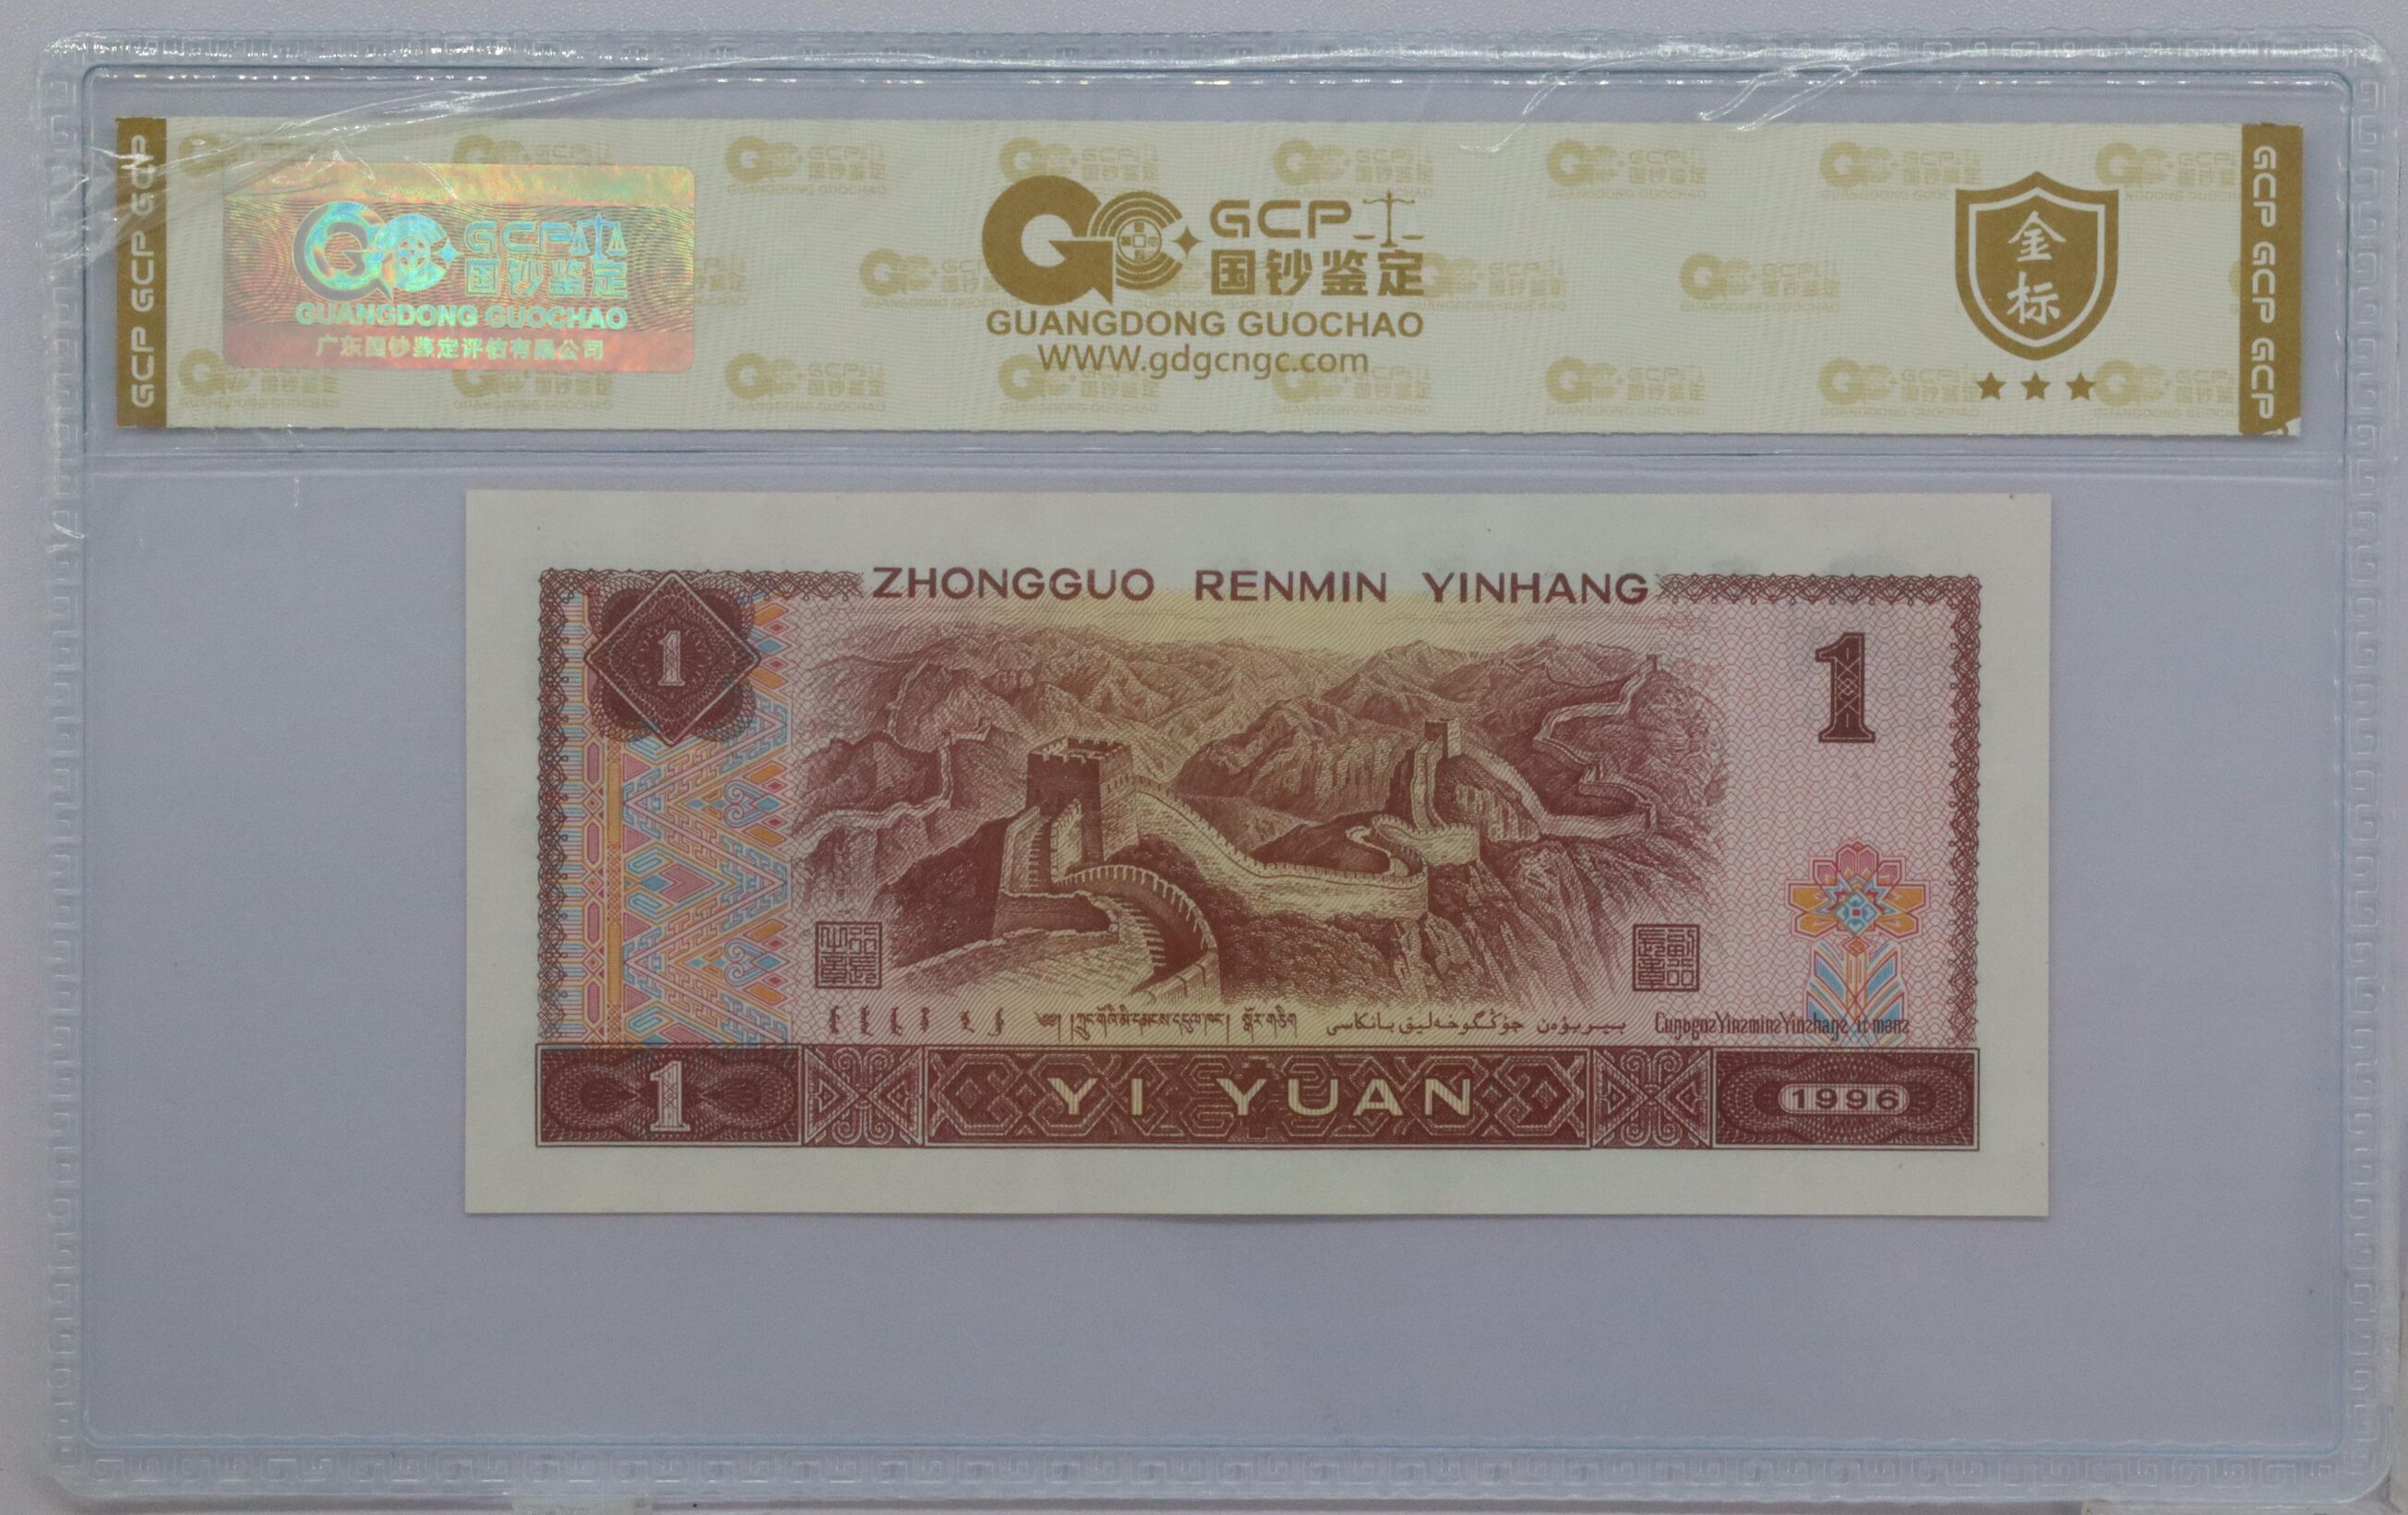 GCP GCP GCP
GCP
国钞鉴定
GUANGDONG GUOCHAO
广东国钞鉴定评估有限公司
GCP
国钞鉴定
GUANGDONG GUOCHAO
WWW.gdgcngc.com
金
标
GCP GCP GCP
ZHONGGUO RENMIN YINHANG
1
1
1 YI YUAN 1996